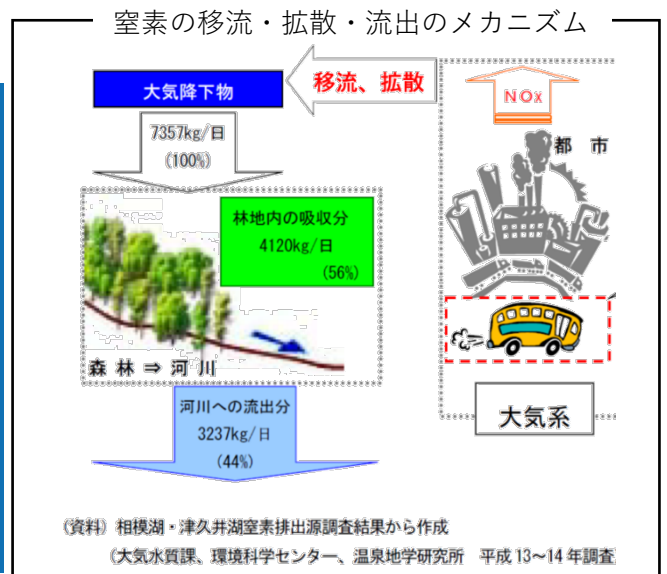 窒素の移流・拡散・流出のメカニズム
大気降下物
移流、拡散
NOx
都 市
7357kg/日
(100%)
林地内の吸収分
4120kg/日
(56%)
森 林 ⇒ 河 川
河川への流出分
3237kg/日
(44%)
大気系
(資料) 相模湖・津久井湖窒素排出源調査結果から作成
(大気水質課、環境科学センター、温泉地学研究所 平成13～14年調査